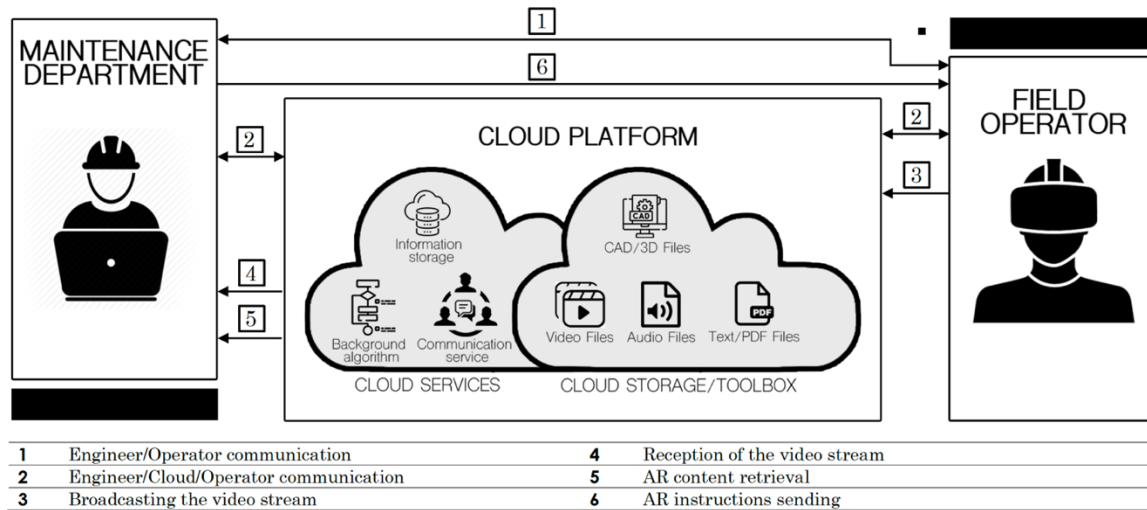 1
MAINTENANCE
DEPARTMENT
6
FIELD
OPERATOR
2
CLOUD PLATFORM
2
3
Information
storage
CAD
CAD/3D Files
4
5
Background
algorithm
Communication
service
Video Files
Audio Files
PDF
Text/PDF Files
CLOUD SERVICES
CLOUD STORAGE/TOOLBOX
1 Engineer/Operator communication 4 Reception of the video stream
2 Engineer/Cloud/Operator communication 5 AR content retrieval
3 Broadcasting the video stream 6 AR instructions sending